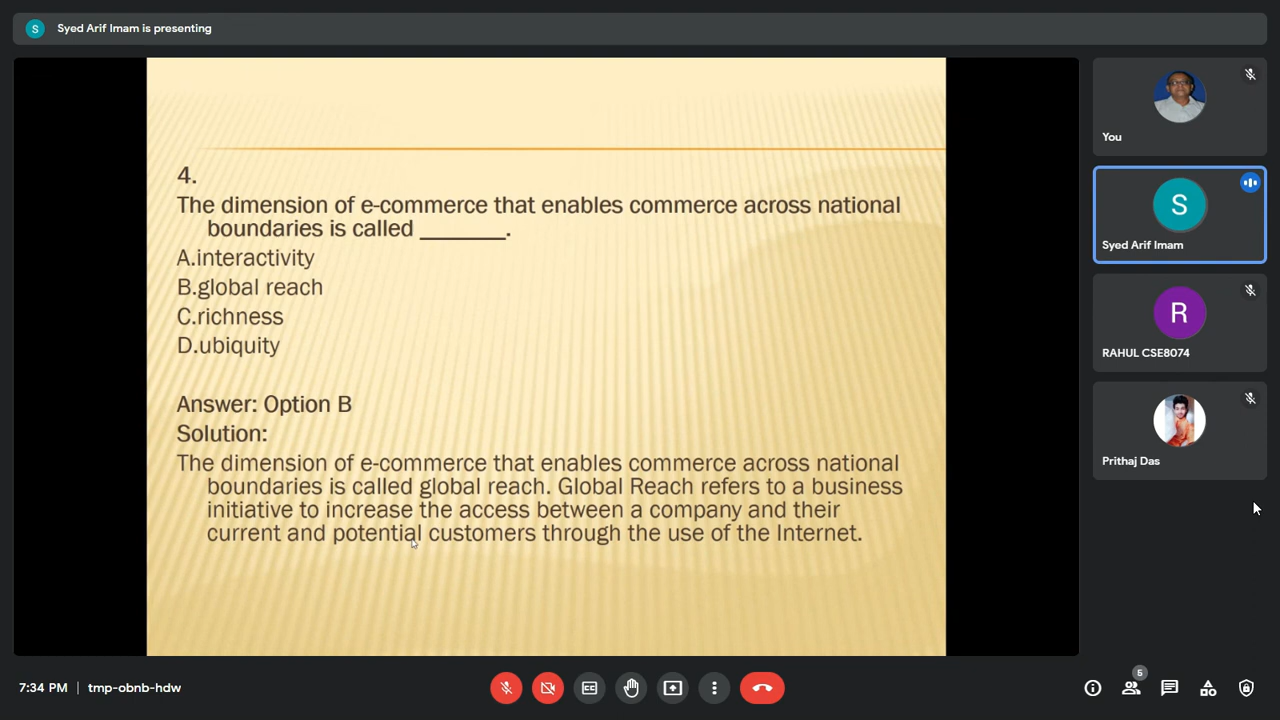 S
Syed Arif Imam is presenting
4.
The dimension of e-commerce that enables commerce across national
boundaries is called _______.
A.interactivity
B.global reach
C.richness
D.ubiquity
Answer: Option B
Solution:
The dimension of e-commerce that enables commerce across national
boundaries is called global reach. Global Reach refers to a business
initiative to increase the access between a company and their
current and potential customers through the use of the Internet.
You
S
Syed Arif Imam
R
RAHUL CSE8074
Prithaj Das
7:34 PM | tmp-obnb-hdw
CC
5